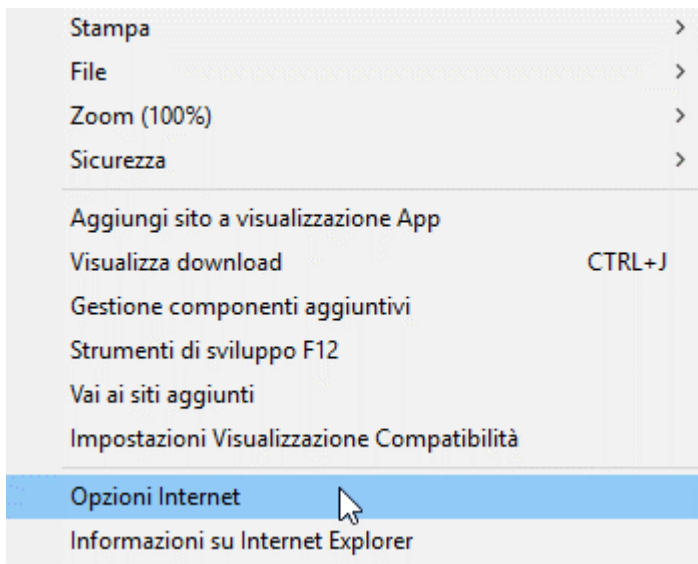 Stampa
File
Zoom (100%)
Sicurezza
Aggiungi sito a visualizzazione App
Visualizza download CTRL+J
Gestione componenti aggiuntivi
Strumenti di sviluppo F12
Vai ai siti aggiunti
Impostazioni Visualizzazione Compatibilità
Opzioni Internet
Informazioni su Internet Explorer